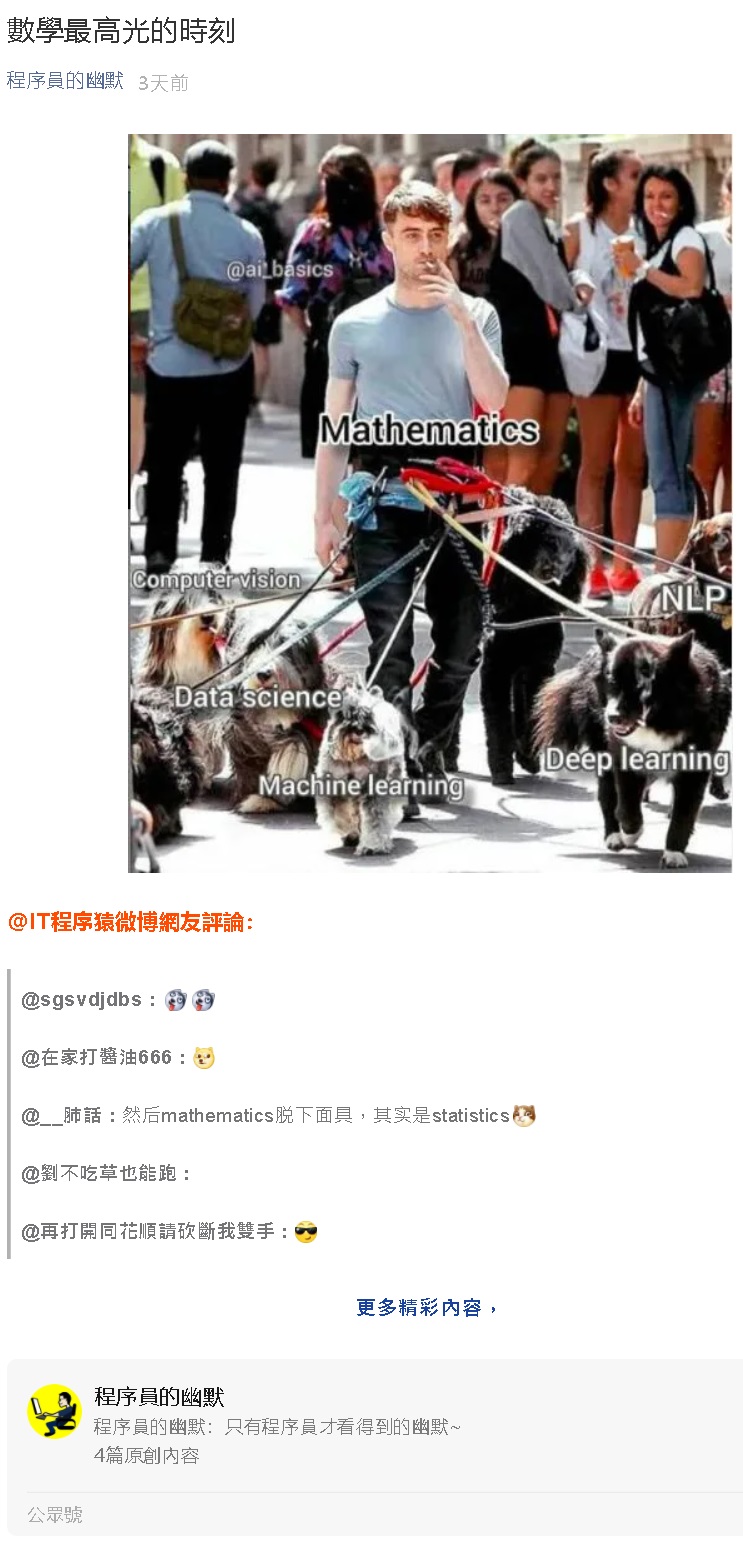 數學最高光的時刻
程序員的幽默 3天前
@ai_basics
Mathematics
Computer vision
NLP
Data science
Deep learning
Machine learning
@IT程序猿微博網友評論：
@sgsvdjdbs：
@在家打醬油666：
@__肺話：然后mathematics脱下面具，其实是statistics
@劉不吃草也能跑：
@再打開同花順請砍斷我雙手：
更多精彩內容，
程序員的幽默
程序員的幽默：只有程序員才看得到的幽默~
4篇原創內容
公眾號